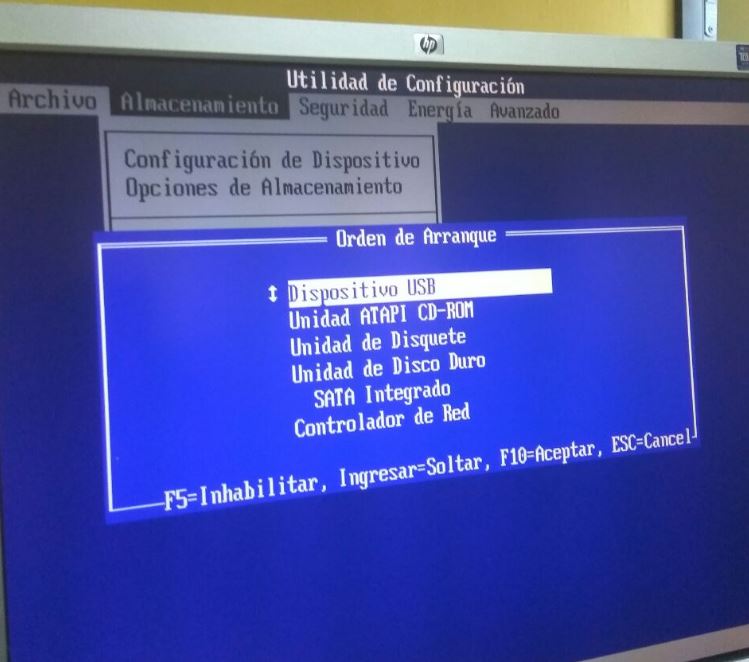 hp
Utilidad de Configuración
Archivo Almacenamiento Seguridad Energía Avanzado
Configuración de Dispositivo
Opciones de Almacenamiento
Orden de Arranque
↕ Dispositivo USB
Unidad ATAPI CD-ROM
Unidad de Disquete
Unidad de Disco Duro
SATA Integrado
Controlador de Red
F5=Inhabilitar, Ingresar=Soltar, F10=Aceptar, ESC=Cancel